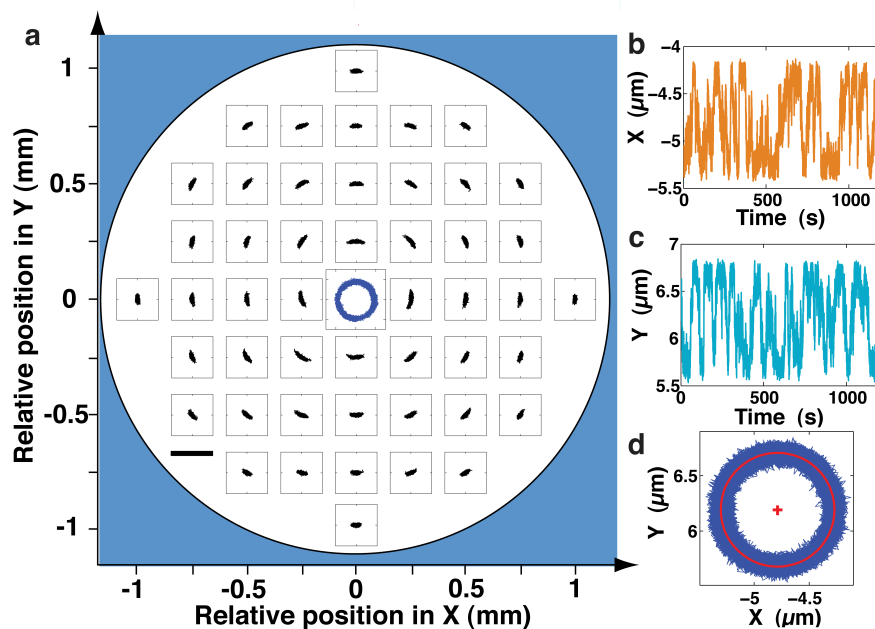 a
Relative position in Y (mm)
1
0.5
0
-0.5
-1
-1
-0.5
0
0.5
1
Relative position in X (mm)
b
X (µm)
-4
-4.5
-5
-5.5
0
500
1000
Time (s)
c
Y (µm)
7
6.5
6
5.5
0
500
1000
Time (s)
d
Y (µm)
6.5
6
-5
-4.5
X (µm)